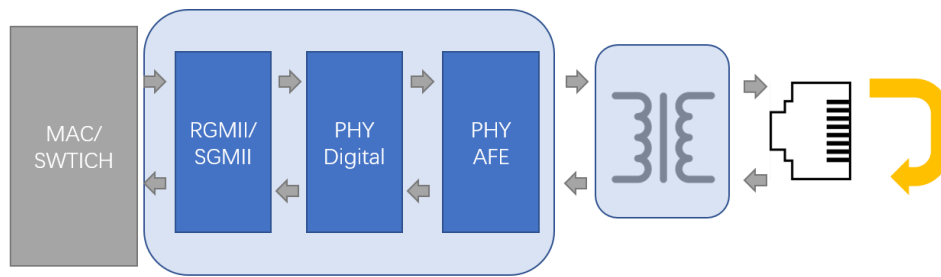 MAC/
SWTICH
RGMII/
SGMII
PHY
Digital
PHY
AFE